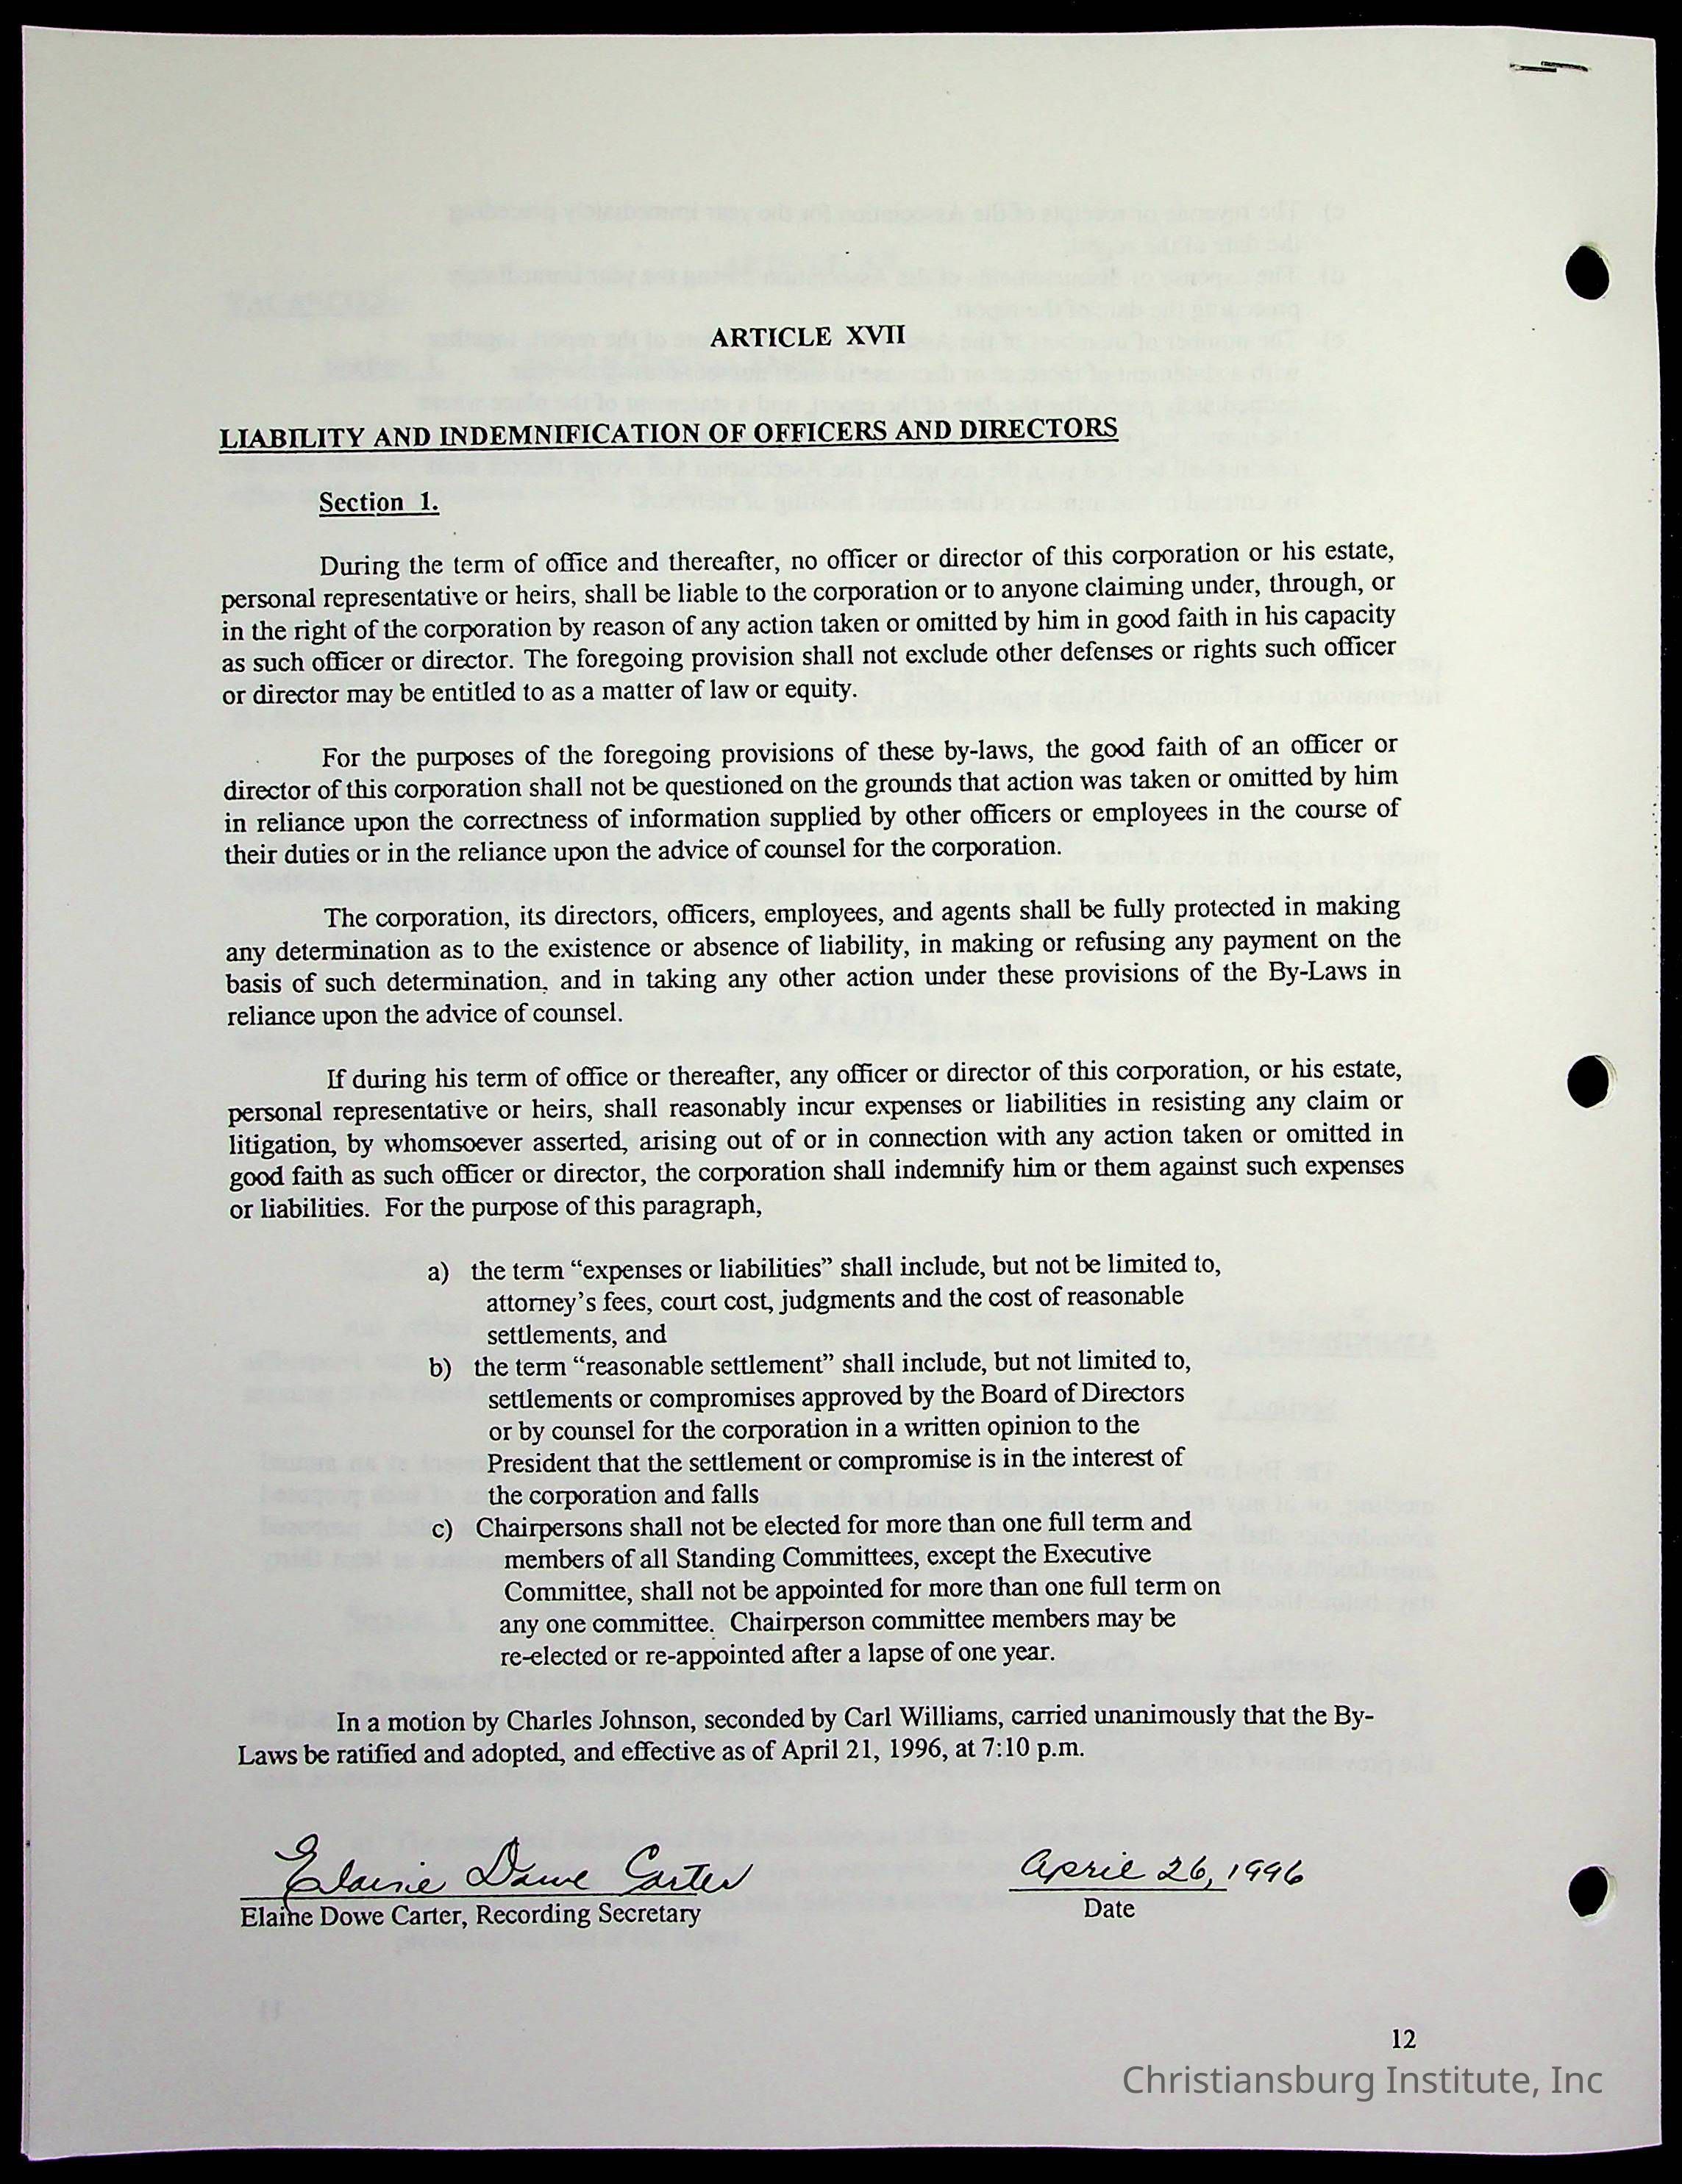 ARTICLE XVII
LIABILITY AND INDEMNIFICATION OF OFFICERS AND DIRECTORS
Section 1.
During the term of office and thereafter, no officer or director of this corporation or his estate,
personal representative or heirs, shall be liable to the corporation or to anyone claiming under, through, or
in the right of the corporation by reason of any action taken or omitted by him in good faith in his capacity
as such officer or director. The foregoing provision shall not exclude other defenses or rights such officer
or director may be entitled to as a matter of law or equity.
For the purposes of the foregoing provisions of these by-laws, the good faith of an officer or
director of this corporation shall not be questioned on the grounds that action was taken or omitted by him
in reliance upon the correctness of information supplied by other officers or employees in the course of
their duties or in the reliance upon the advice of counsel for the corporation.
The corporation, its directors, officers, employees, and agents shall be fully protected in making
any determination as to the existence or absence of liability, in making or refusing any payment on the
basis of such determination, and in taking any other action under these provisions of the By-Laws in
reliance upon the advice of counsel.
If during his term of office or thereafter, any officer or director of this corporation, or his estate,
personal representative or heirs, shall reasonably incur expenses or liabilities in resisting any claim or
litigation, by whomsoever asserted, arising out of or in connection with any action taken or omitted in
good faith as such officer or director, the corporation shall indemnify him or them against such expenses
or liabilities. For the purpose of this paragraph,
a) the term “expenses or liabilities” shall include, but not be limited to,
attorney’s fees, court cost, judgments and the cost of reasonable
settlements, and
b) the term “reasonable settlement” shall include, but not limited to,
settlements or compromises approved by the Board of Directors
or by counsel for the corporation in a written opinion to the
President that the settlement or compromise is in the interest of
the corporation and falls
c) Chairpersons shall not be elected for more than one full term and
members of all Standing Committees, except the Executive
Committee, shall not be appointed for more than one full term on
any one committee. Chairperson committee members may be
re-elected or re-appointed after a lapse of one year.
In a motion by Charles Johnson, seconded by Carl Williams, carried unanimously that the By-
Laws be ratified and adopted, and effective as of April 21, 1996, at 7:10 p.m.
Elaine Dowe Carter April 26, 1996
Elaine Dowe Carter, Recording Secretary Date
12
Christiansburg Institute, Inc